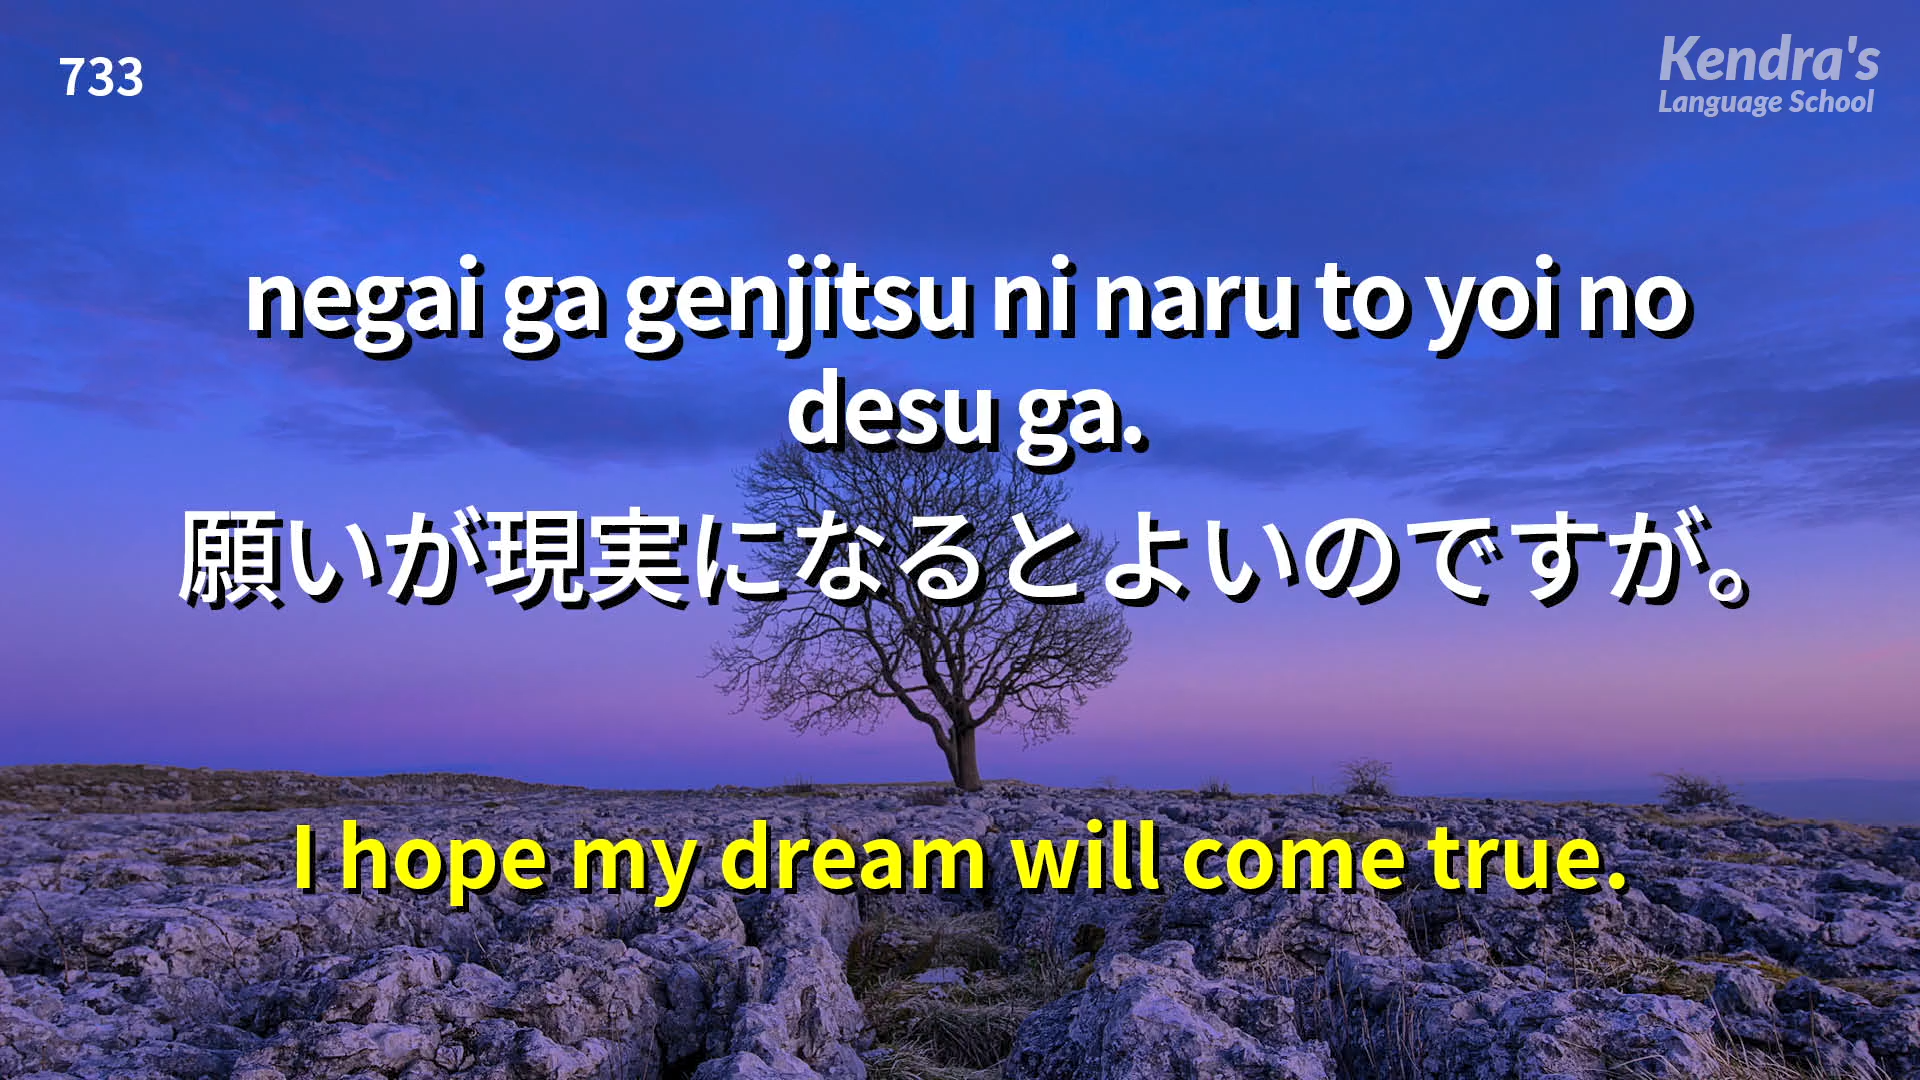 733
Kendra's
Language School
negai ga genjitsu ni naru to yoi no
desu ga.
願いが現実になるとよいのですが。
I hope my dream will come true.